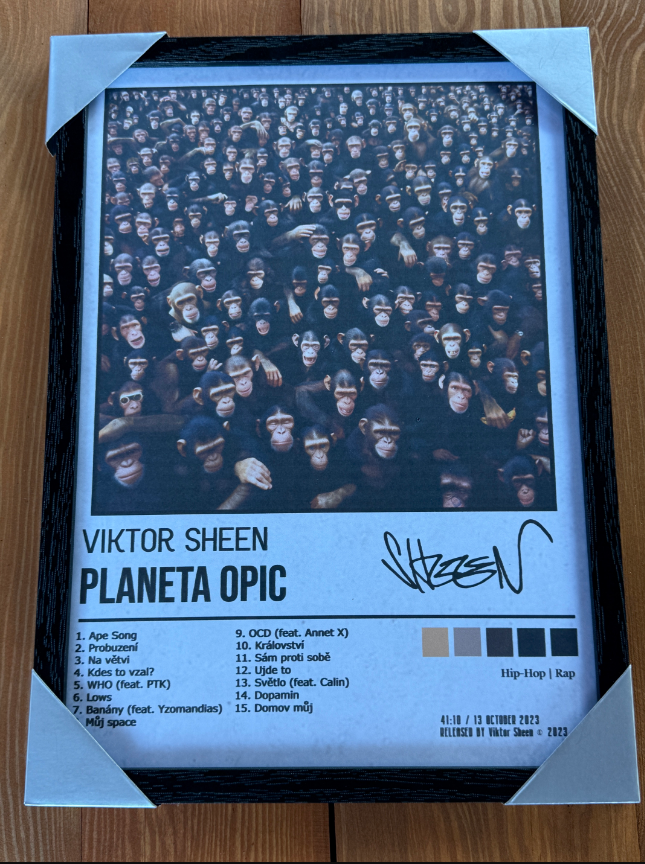 VIKTOR SHEEN
PLANETA OPIC
SHEEN
1. Ape Song
2. Probuzení
3. Na větvi
4. Kdes to vzal?
5. WHO (feat. PTK)
6. Lows
7. Banány (feat. Yzomandias)
Můj space
9. OCD (feat. Annet X)
10. Království
11. Sám proti sobě
12. Ujde to
13. Světlo (feat. Calin)
14. Dopamin
15. Domov můj
Hip-Hop | Rap
41:10 / 13 OCTOBER 2023
RELEASED BY Viktor Sheen © 2023